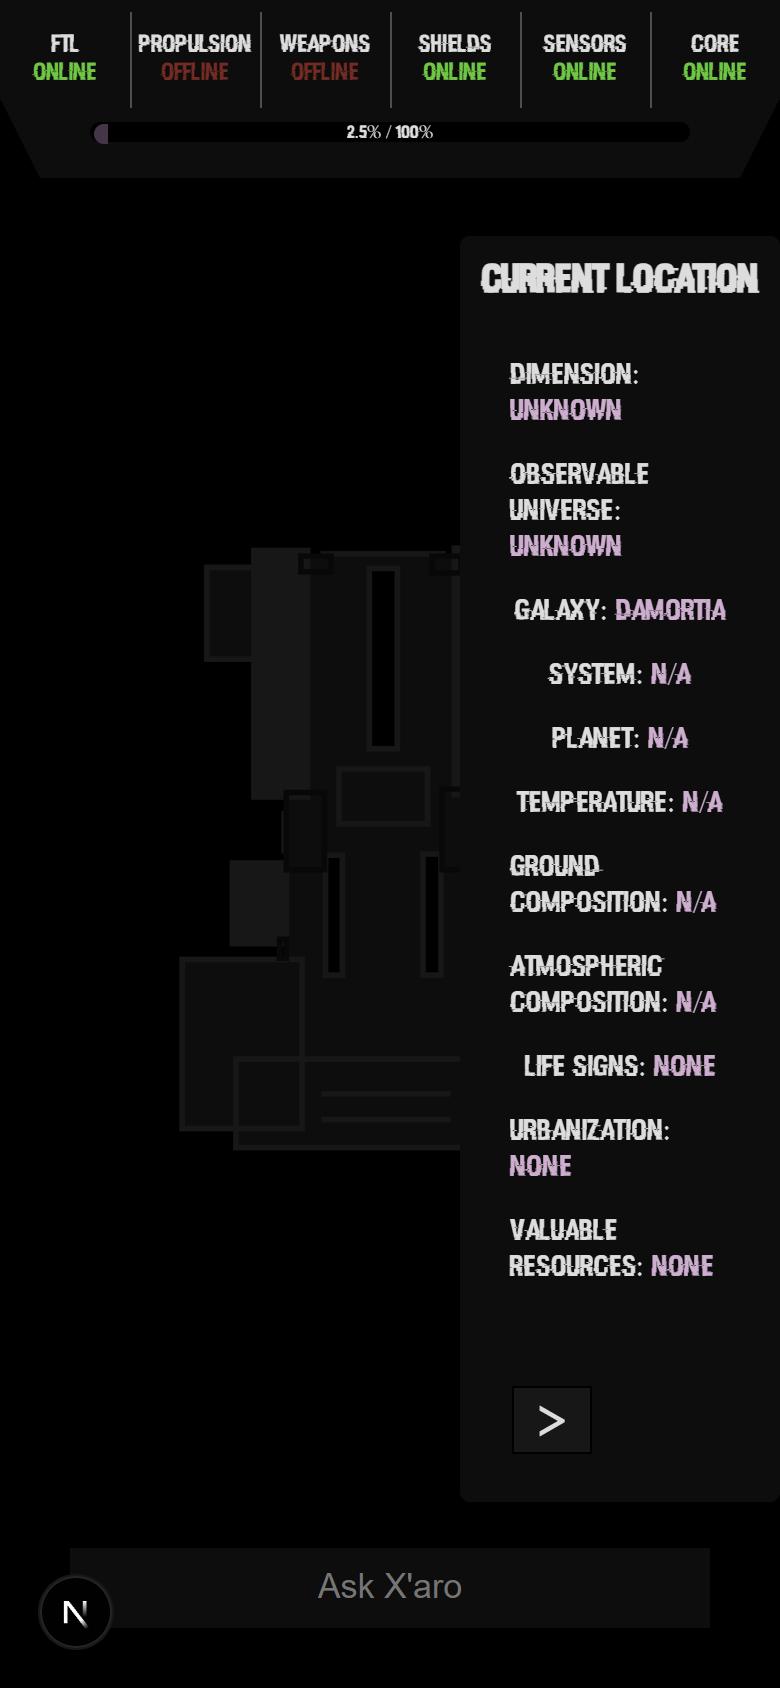 FTL PROPULSION WEAPONS SHIELDS SENSORS CORE
ONLINE OFFLINE OFFLINE ONLINE ONLINE ONLINE
2.5% / 100%
CURRENT LOCATION
DIMENSION:
UNKNOWN
OBSERVABLE
UNIVERSE:
UNKNOWN
GALAXY: DAMORTIA
SYSTEM: N/A
PLANET: N/A
TEMPERATURE: N/A
GROUND
COMPOSITION: N/A
ATMOSPHERIC
COMPOSITION: N/A
LIFE SIGNS: NONE
URBANIZATION:
NONE
VALUABLE
RESOURCES: NONE
>
Ask X'aro
N